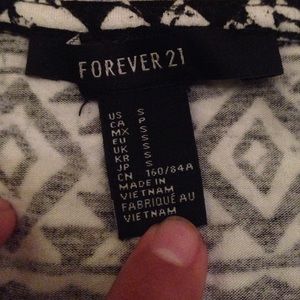 FOREVER 21
US S
CA P
MX S
EU S
UK S
KR S
JP S
CN 160/84A
MADE IN
VIETNAM
FABRIQUÉ AU
VIETNAM